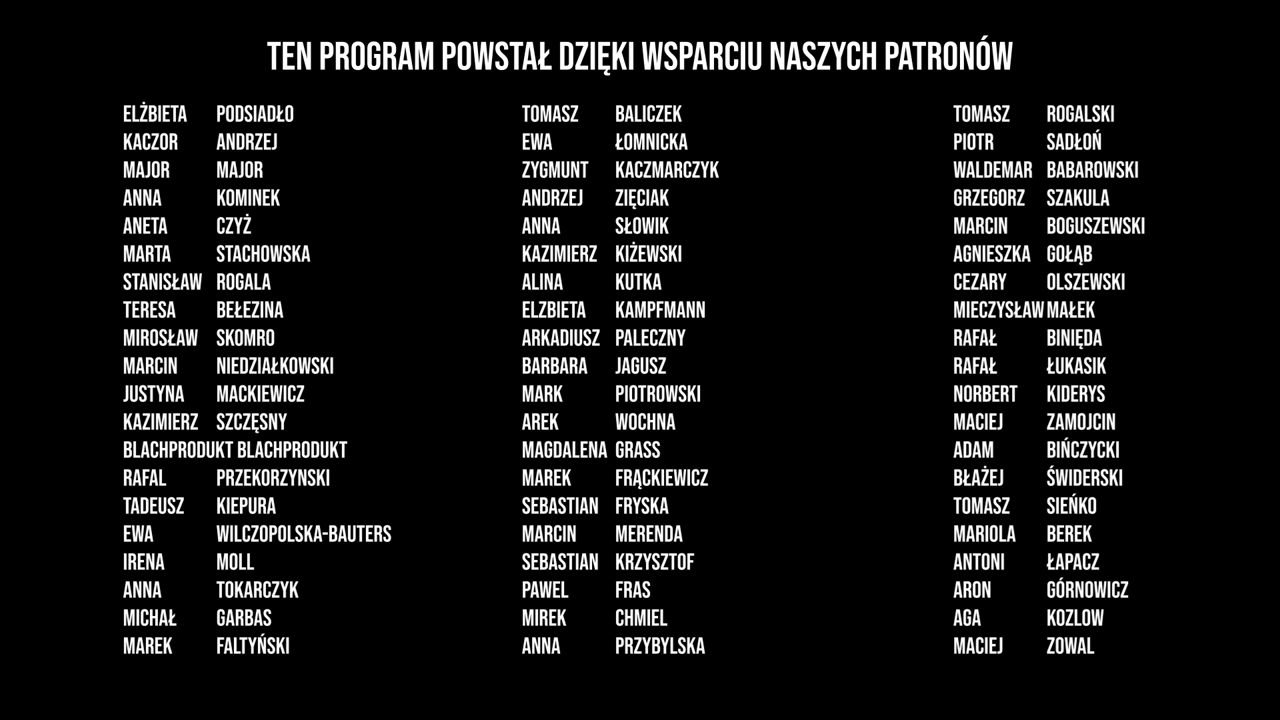 TEN PROGRAM POWSTAŁ DZIĘKI WSPARCIU NASZYCH PATRONÓW
ELŻBIETA PODSIADŁO
KACZOR ANDRZEJ
MAJOR MAJOR
ANNA KOMINEK
ANETA CZYŻ
MARTA STACHOWSKA
STANISŁAW ROGALA
TERESA BEŁEZINA
MIROSŁAW SKOMRO
MARCIN NIEDZIAŁKOWSKI
JUSTYNA MACKIEWICZ
KAZIMIERZ SZCZĘSNY
BLACHPRODUKT BLACHPRODUKT
RAFAL PRZEKORZYNSKI
TADEUSZ KIEPURA
EWA WILCZOPOLSKA-BAUTERS
IRENA MOLL
ANNA TOKARCZYK
MICHAŁ GARBAS
MAREK FALTYŃSKI
TOMASZ BALICZEK
EWA ŁOMNICKA
ZYGMUNT KACZMARCZYK
ANDRZEJ ZIĘCIAK
ANNA SŁOWIK
KAZIMIERZ KIŻEWSKI
ALINA KUTKA
ELZBIETA KAMPFMANN
ARKADIUSZ PALECZNY
BARBARA JAGUSZ
MARK PIOTROWSKI
AREK WOCHNA
MAGDALENA GRASS
MAREK FRĄCKIEWICZ
SEBASTIAN FRYSKA
MARCIN MERENDA
SEBASTIAN KRZYSZTOF
PAWEL FRAS
MIREK CHMIEL
ANNA PRZYBYLSKA
TOMASZ ROGALSKI
PIOTR SADŁOŃ
WALDEMAR BABAROWSKI
GRZEGORZ SZAKULA
MARCIN BOGUSZEWSKI
AGNIESZKA GOŁĄB
CEZARY OLSZEWSKI
MIECZYSŁAW MAŁEK
RAFAŁ BINIĘDA
RAFAŁ ŁUKASIK
NORBERT KIDERYS
MACIEJ ZAMOJCIN
ADAM BIŃCZYCKI
BŁAŻEJ ŚWIDERSKI
TOMASZ SIEŃKO
MARIOLA BEREK
ANTONI ŁAPACZ
ARON GÓRNOWICZ
AGA KOZLOW
MACIEJ ZOWAL